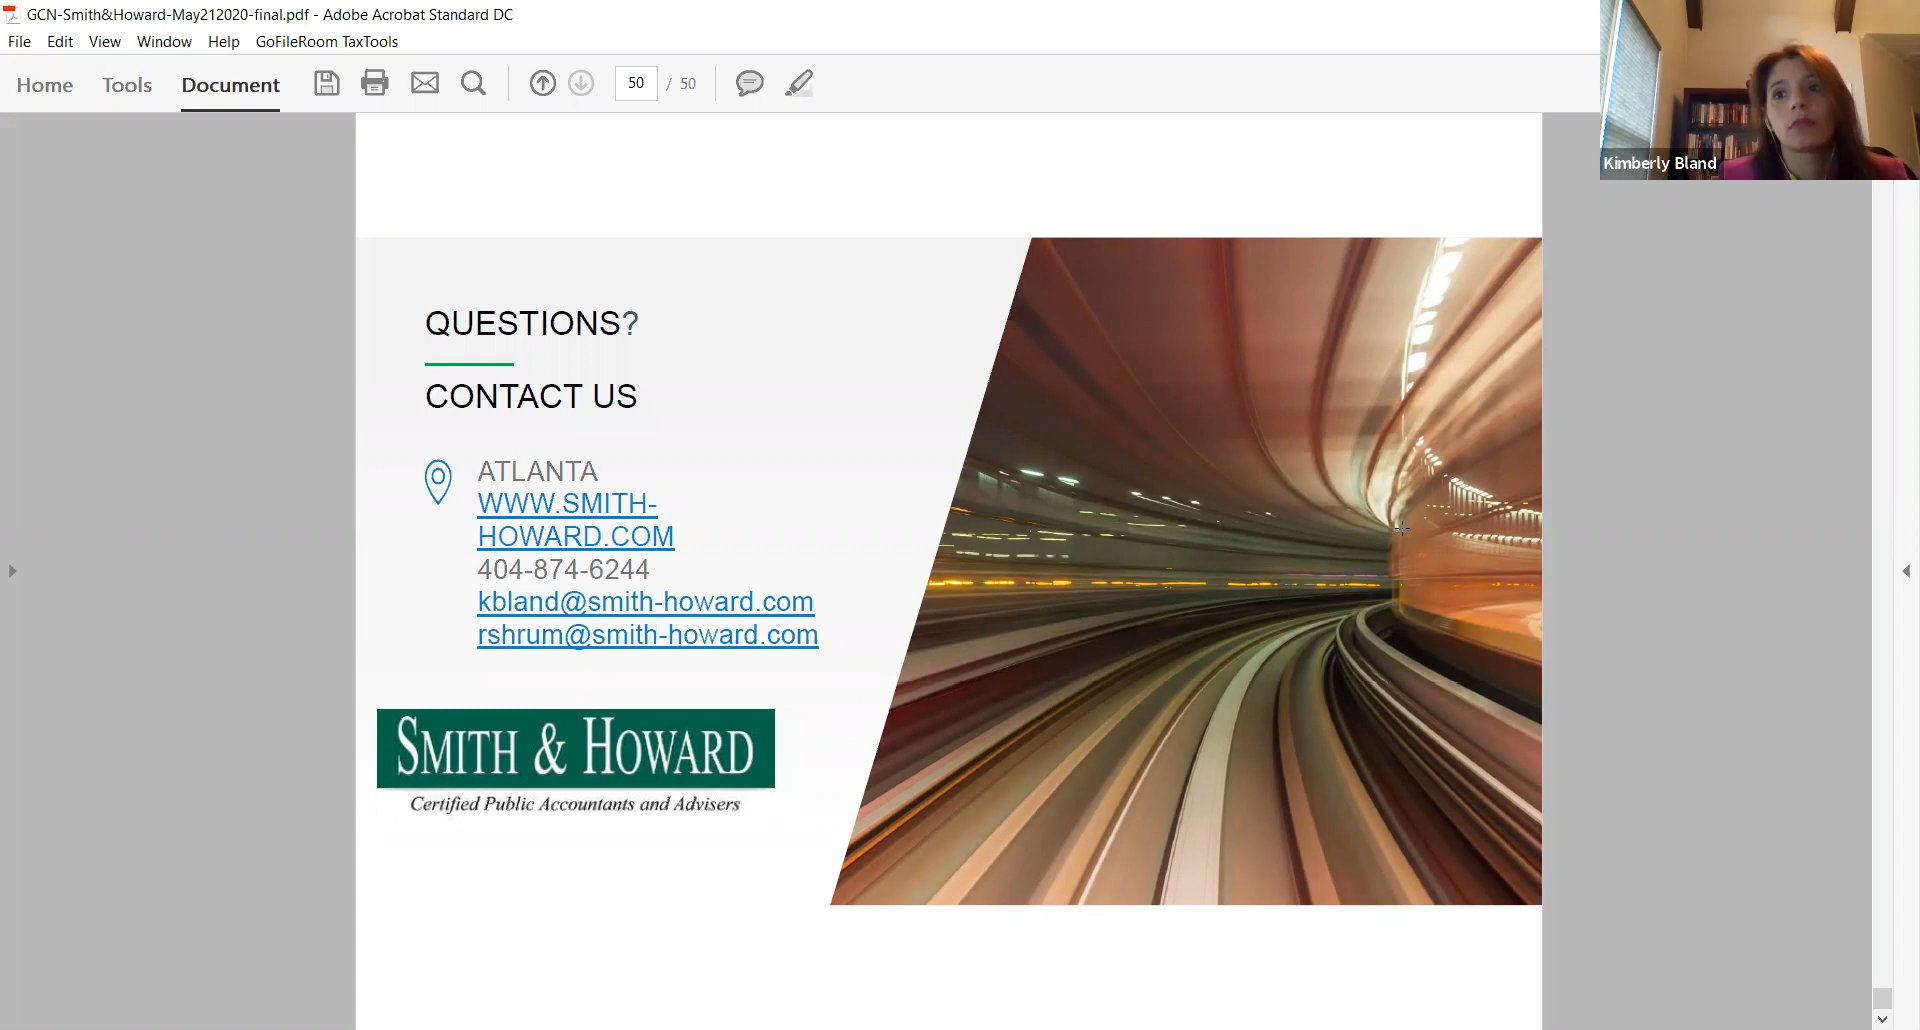 GCN-Smith&Howard-May212020-final.pdf - Adobe Acrobat Standard DC
File Edit View Window Help GoFileRoom TaxTools
Home Tools Document 50 / 50
Kimberly Bland
QUESTIONS?
CONTACT US
ATLANTA
WWW.SMITH-
HOWARD.COM
404-874-6244
kbland@smith-howard.com
rshrum@smith-howard.com
SMITH & HOWARD
Certified Public Accountants and Advisers